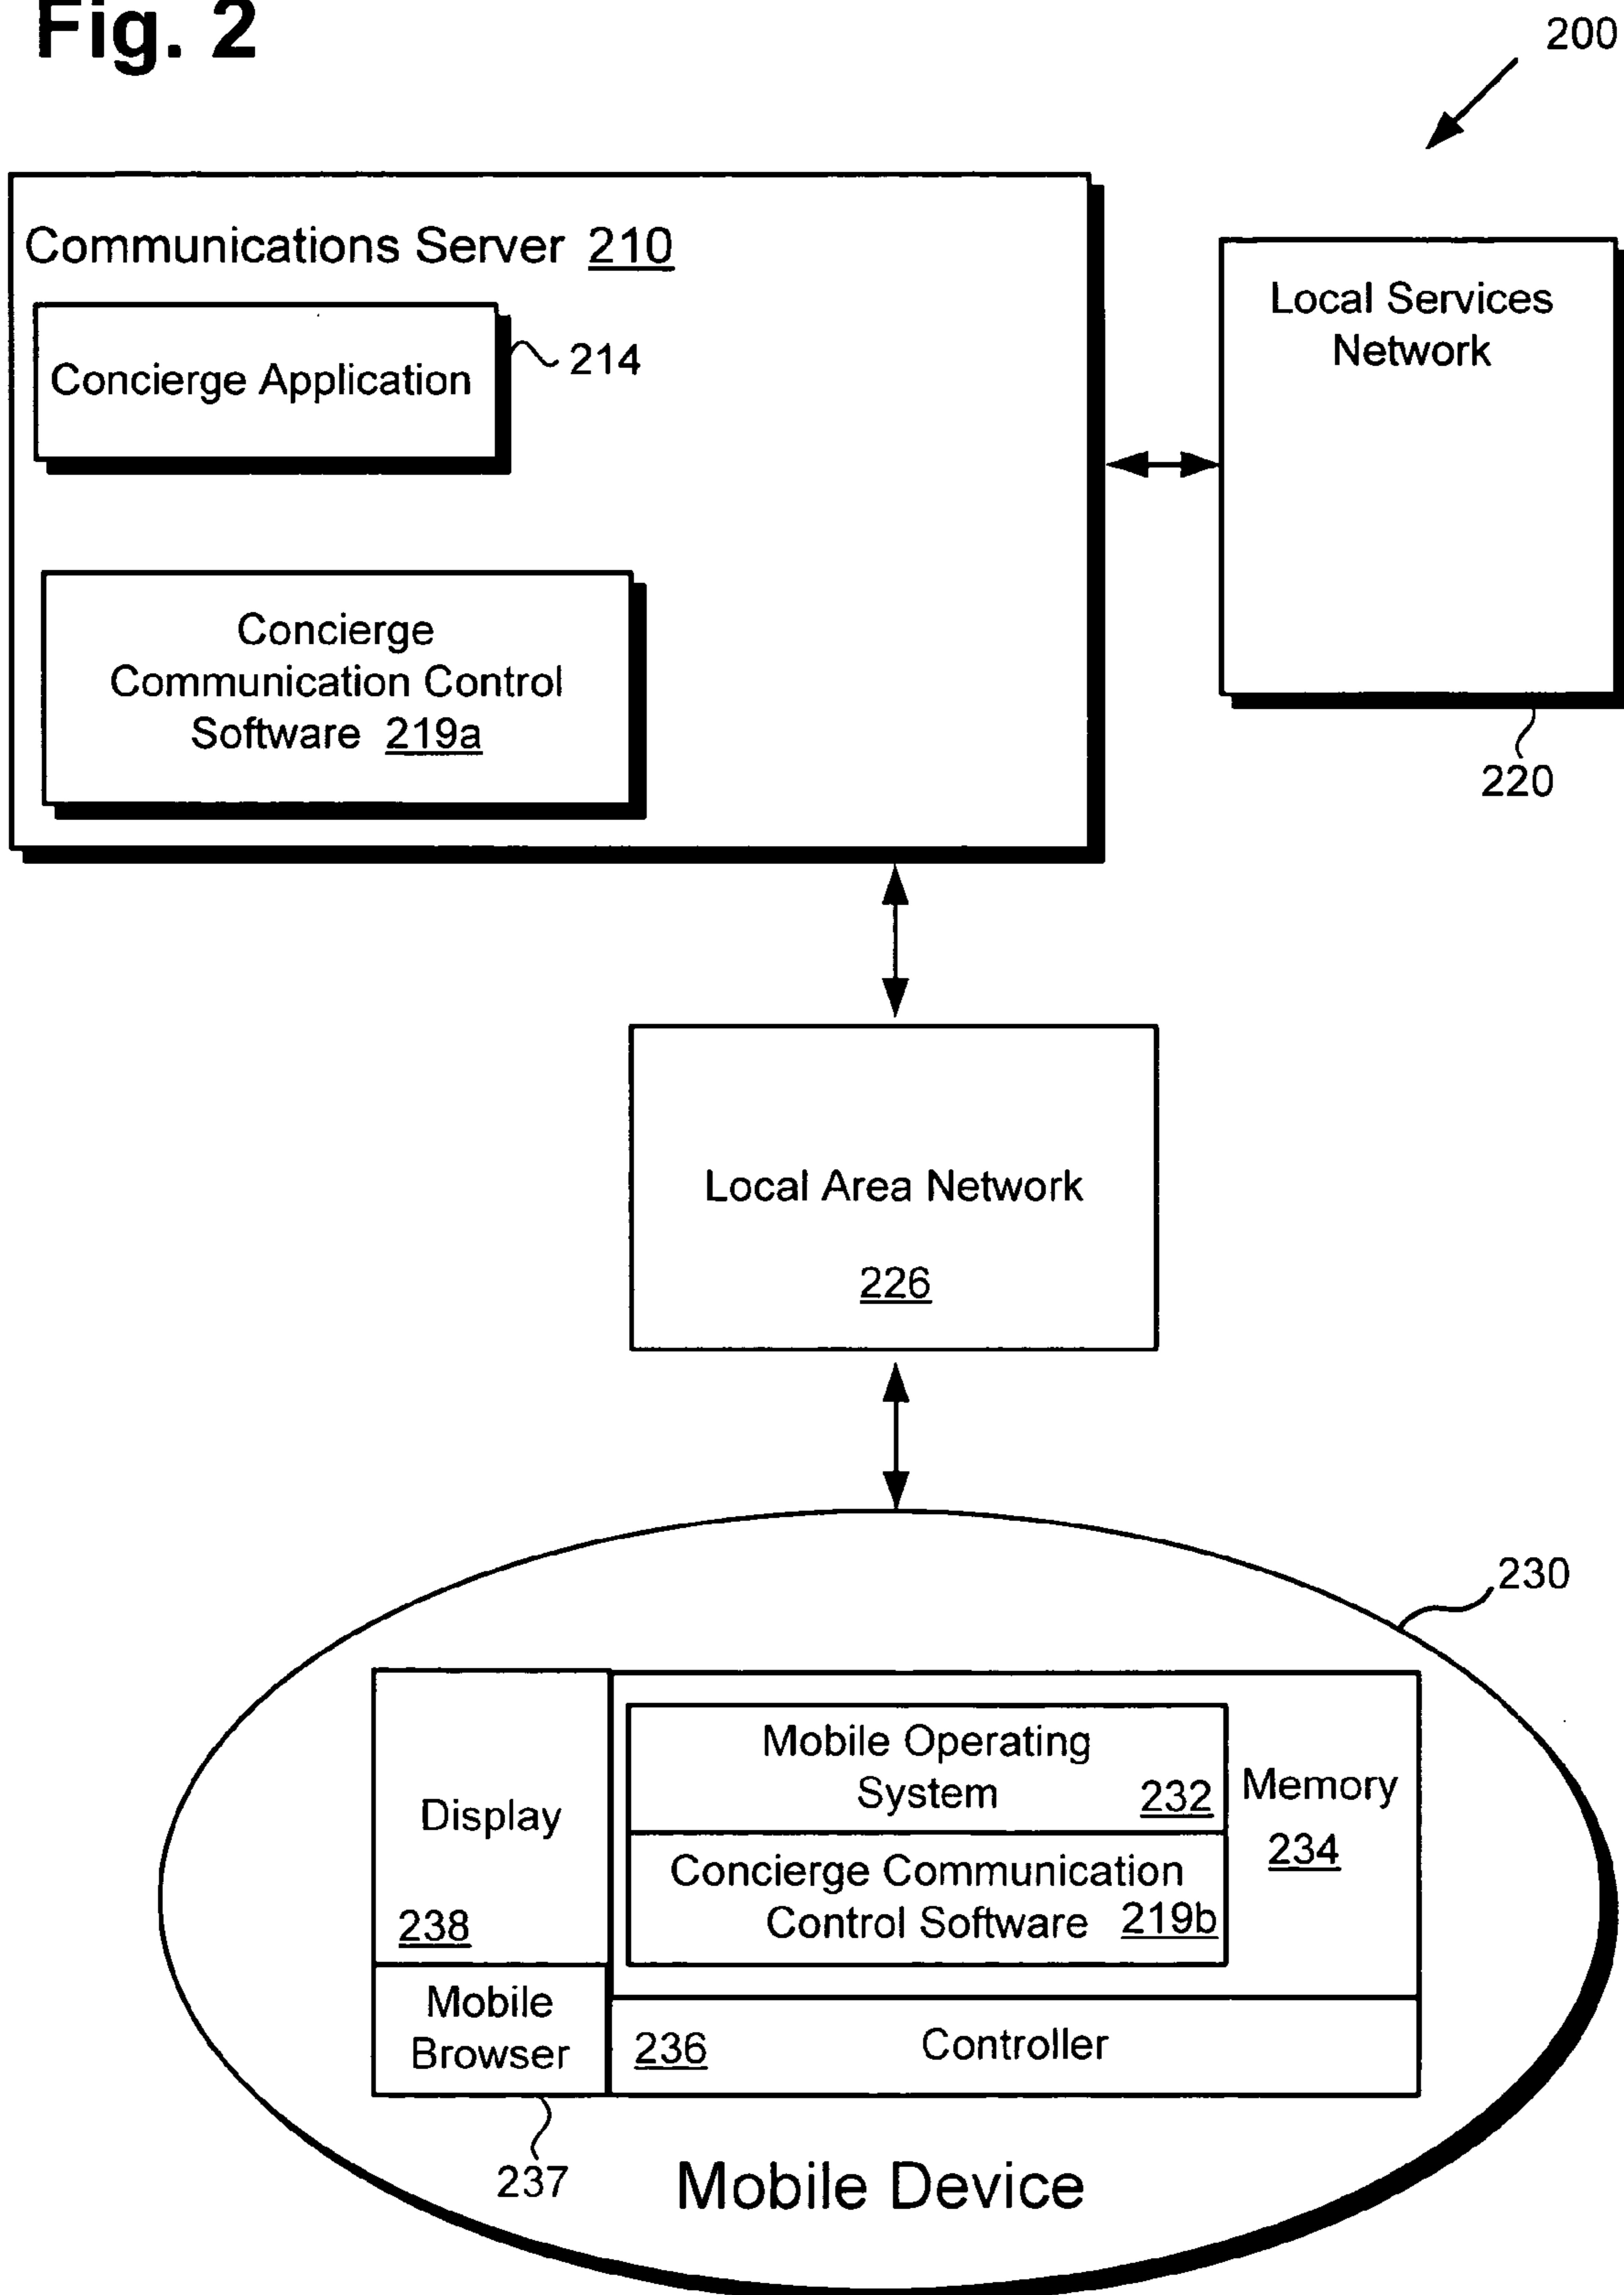 Fig. 2
200
Communications Server 210
Concierge Application
214
Concierge
Communication Control
Software 219a
Local Services
Network
220
Local Area Network
226
230
Display
238
Mobile Operating
System 232
Concierge Communication
Control Software 219b
Memory
234
Mobile
Browser
236 Controller
237
Mobile Device